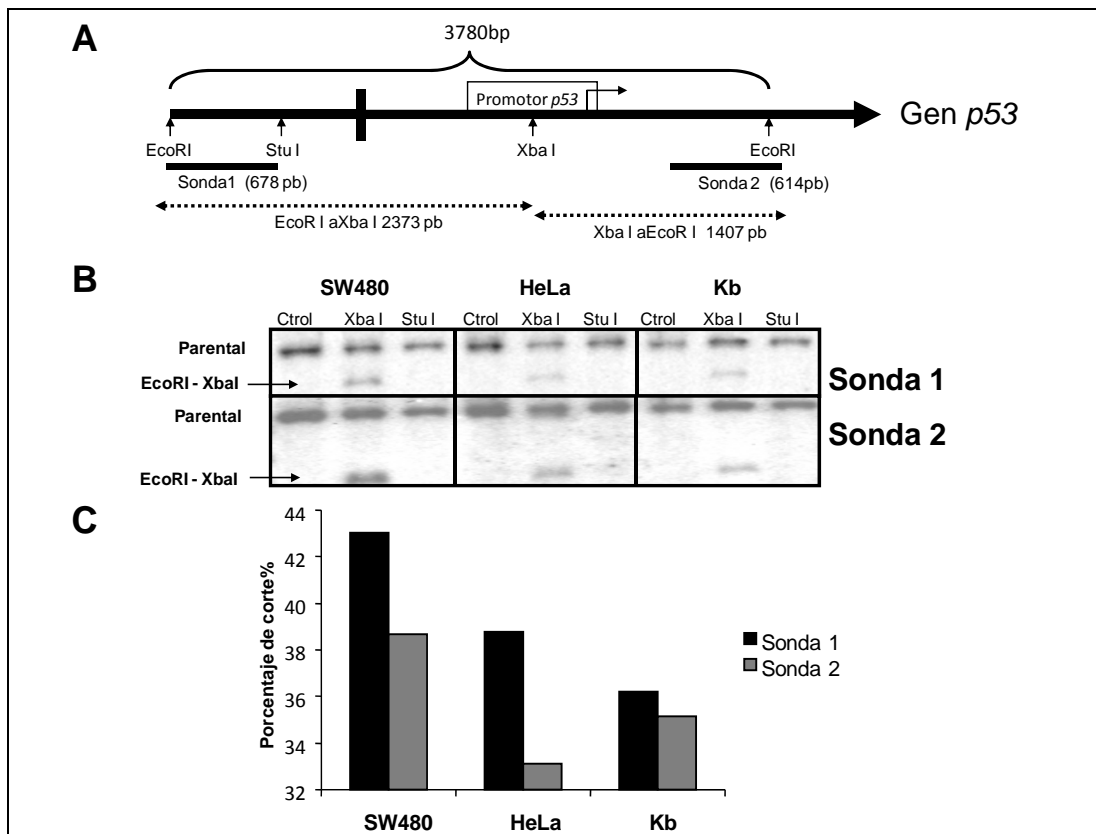 A
3780bp
Promotor p53
Gen p53
EcoRI Stu I Xba I EcoRI
Sonda1 (678 pb) Sonda 2 (614pb)
EcoR I aXba I 2373 pb
Xba I aEcoR I 1407 pb
B
SW480 HeLa Kb
Ctrol Xba I Stu I Ctrol Xba I Stu I Ctrol Xba I Stu I
Parental
EcoRI - XbaI
Sonda 1
Parental
Sonda 2
EcoRI - XbaI
C
Porcentaje de corte%
44
42
40
38
36
34
32
Sonda 1
Sonda 2
SW480 HeLa Kb